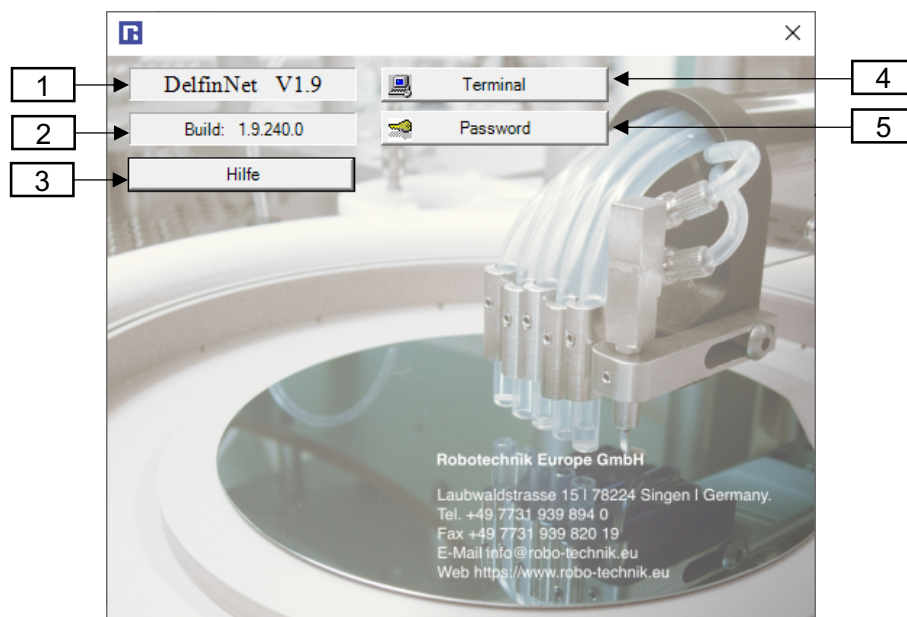 1
DelfinNet V1.9
Terminal
4
2
Build: 1.9.240.0
Password
5
3
Hilfe
Robotechnik Europe GmbH
Laubwaldstrasse 15 I 78224 Singen I Germany.
Tel. +49 7731 939 894 0
Fax +49 7731 939 820 19
E-Mail info@robo-technik.eu
Web https://www.robo-technik.eu